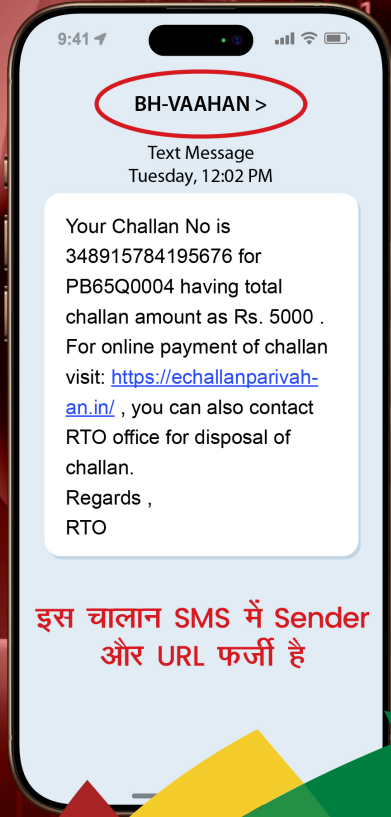 9:41
BH-VAAHAN >
Text Message
Tuesday, 12:02 PM
Your Challan No is
348915784195676 for
PB65Q0004 having total
challan amount as Rs. 5000 .
For online payment of challan
visit: https://echallanparivah-
an.in/ , you can also contact
RTO office for disposal of
challan.
Regards ,
RTO
इस चालान SMS में Sender
और URL फर्जी है